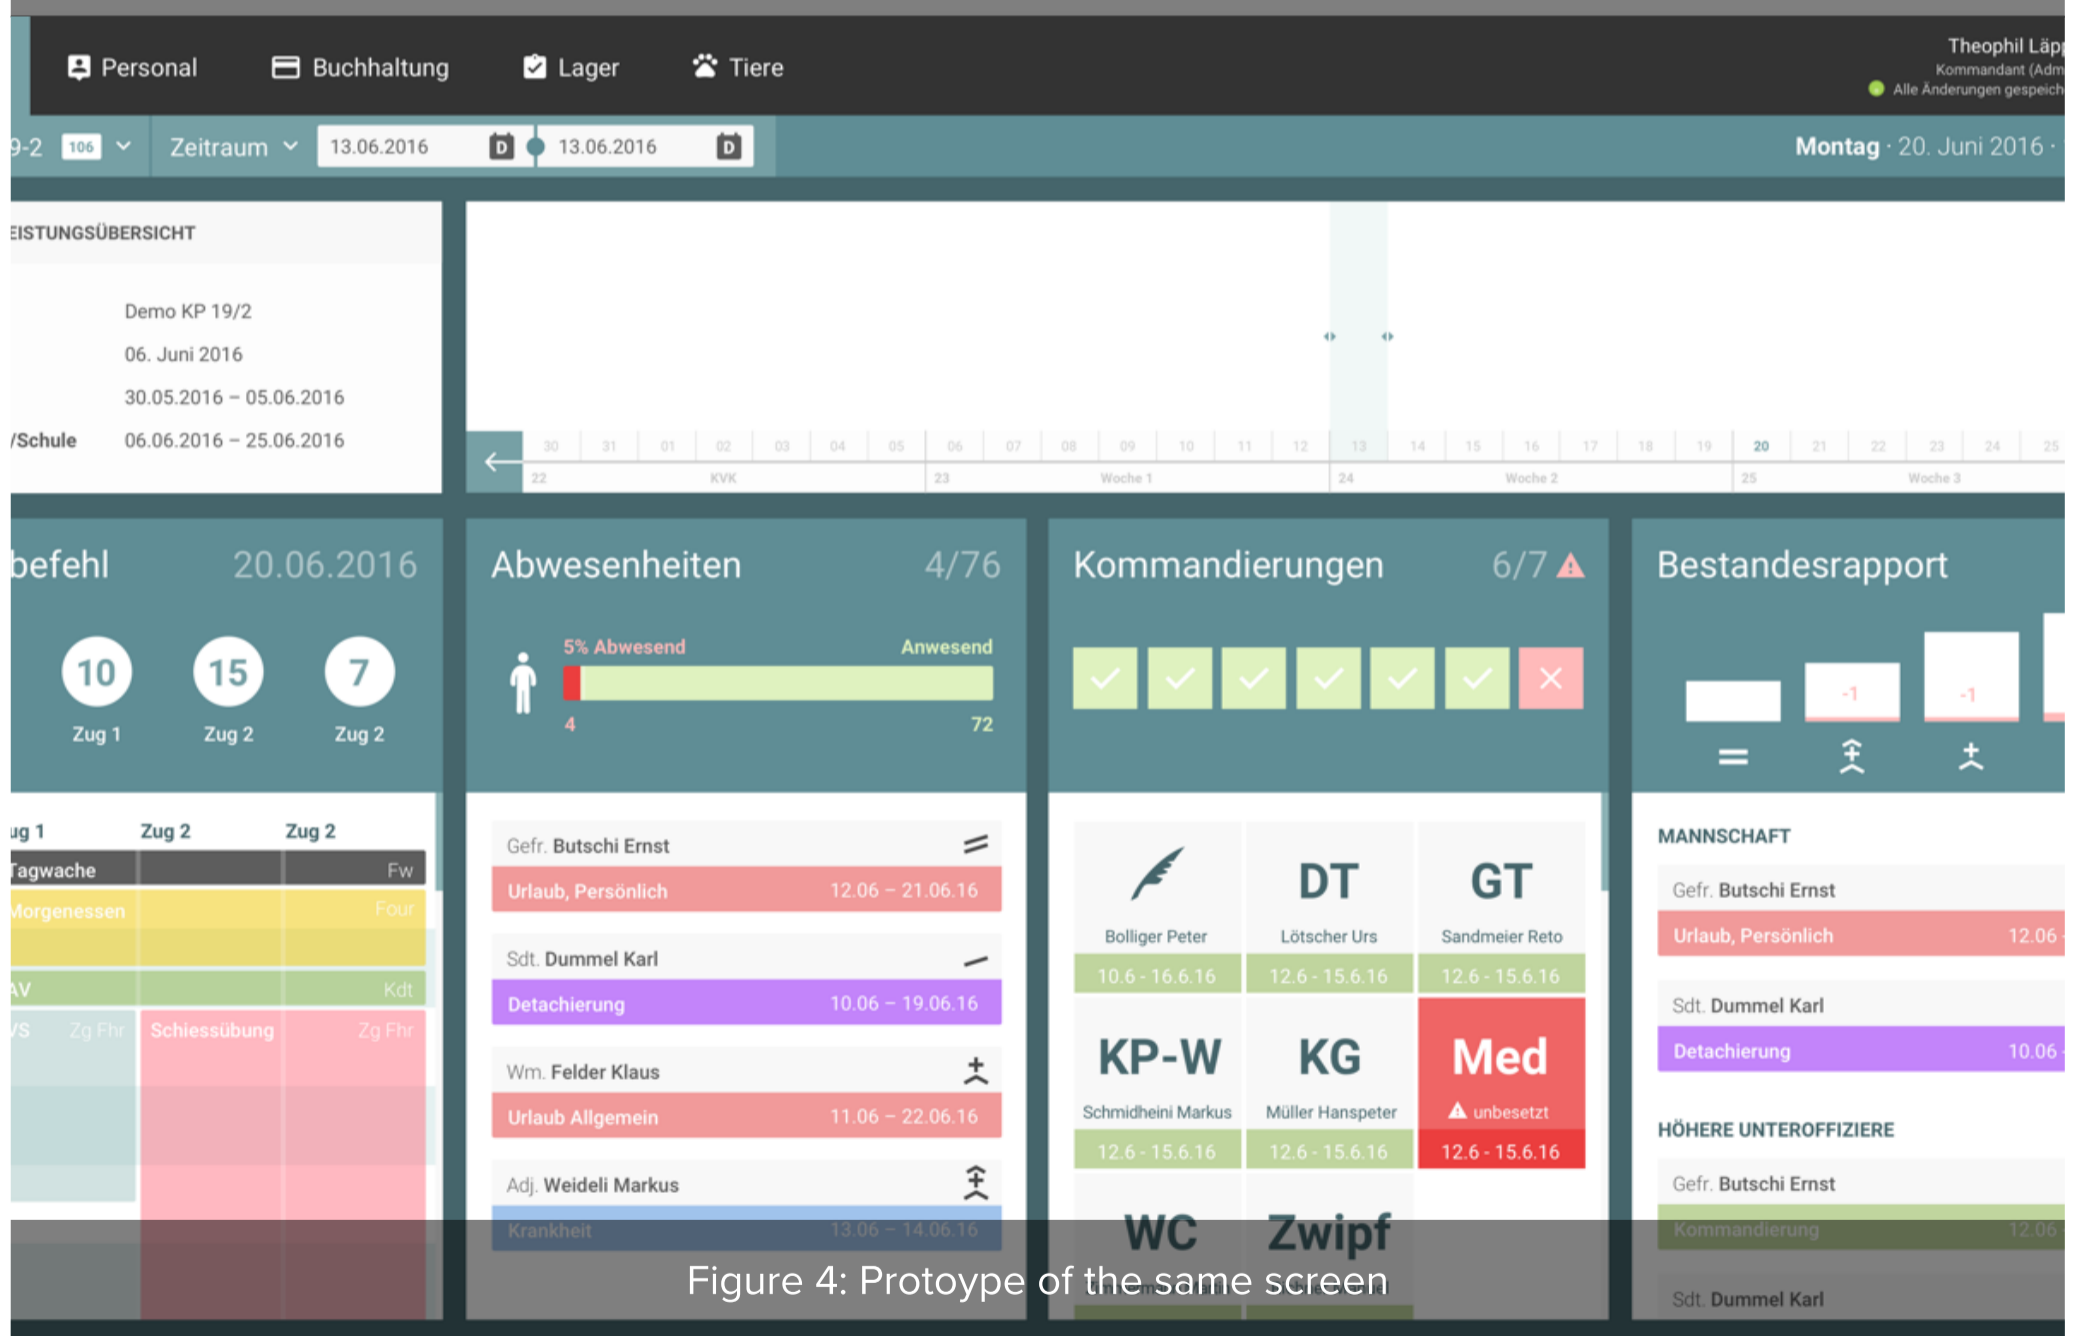 Personal
Buchhaltung
Lager
Tiere
Theophil Läpp
Kommandant (Adm
Alle Änderungen gespeich
9-2 106
Zeitraum
13.06.2016 D
13.06.2016 D
Montag · 20. Juni 2016 ·
EISTUNGSÜBERSICHT
Demo KP 19/2
06. Juni 2016
30.05.2016 – 05.06.2016
/Schule 06.06.2016 – 25.06.2016
30 31 01 02 03 04 05 06 07 08 09 10 11 12 13 14 15 16 17 18 19 20 21 22 23 24 25
22 KVK 23 Woche 1 24 Woche 2 25 Woche 3
befehl 20.06.2016
10 15 7
Zug 1 Zug 2 Zug 2
ug 1 Zug 2 Zug 2
Tagwache Fw
Morgenessen Four
AV Kdt
VS Zg Fhr Schiessübung Zg Fhr
Abwesenheiten 4/76
5% Abwesend Anwesend
4 72
Gefr. Butschi Ernst
Urlaub, Persönlich 12.06 – 21.06.16
Sdt. Dummel Karl
Detachierung 10.06 – 19.06.16
Wm. Felder Klaus
Urlaub Allgemein 11.06 – 22.06.16
Adj. Weideli Markus
Krankheit 13.06 – 14.06.16
Kommandierungen 6/7
DT GT
Bolliger Peter Lötscher Urs Sandmeier Reto
10.6 - 16.6.16 12.6 - 15.6.16 12.6 - 15.6.16
KP-W KG Med
Schmidheini Markus Müller Hanspeter unbesetzt
12.6 - 15.6.16 12.6 - 15.6.16 12.6 - 15.6.16
WC Zwipf
Bestandesrapport
-1 -1
MANNSCHAFT
Gefr. Butschi Ernst
Urlaub, Persönlich 12.06 -
Sdt. Dummel Karl
Detachierung 10.06 -
HÖHERE UNTEROFFIZIERE
Gefr. Butschi Ernst
Kommandierung 12.06
Sdt. Dummel Karl
Figure 4: Protoype of the same screen